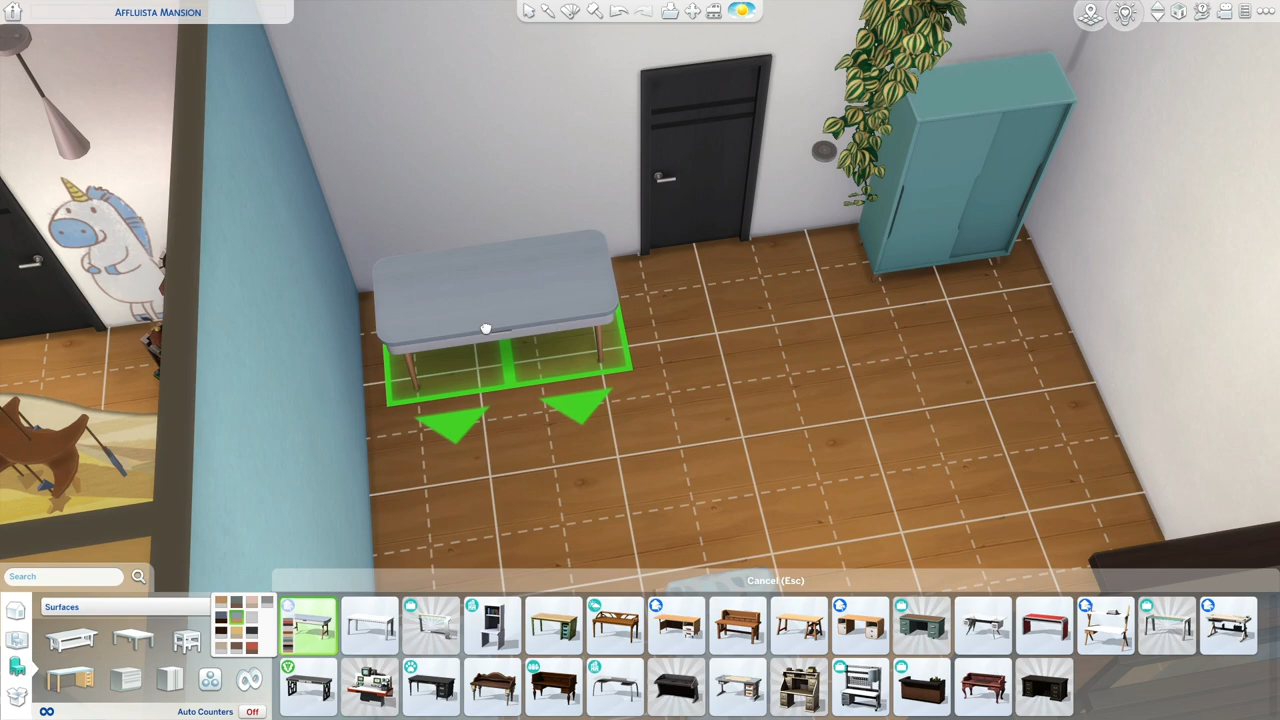 Affluista Mansion
Cancel (Esc)
Search
Surfaces
Auto Counters Off